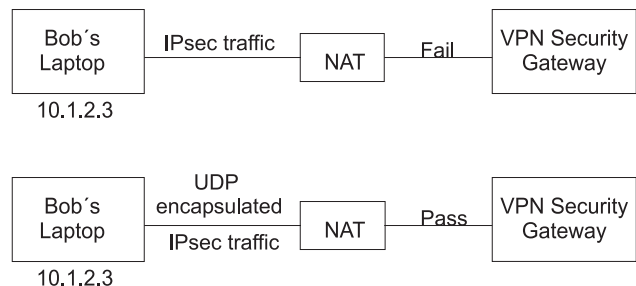 Bob´s
Laptop
10.1.2.3
IPsec traffic
NAT
Fail
VPN Security
Gateway
Bob´s
Laptop
10.1.2.3
UDP
encapsulated
IPsec traffic
NAT
Pass
VPN Security
Gateway